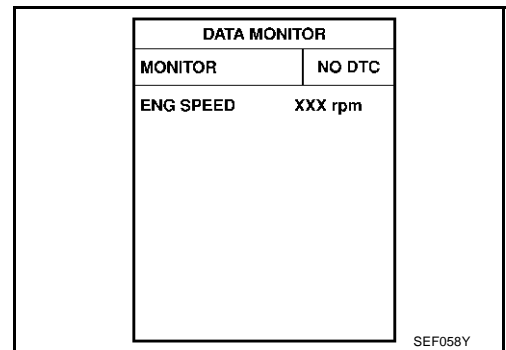 DATA MONITOR
MONITOR NO DTC
ENG SPEED XXX rpm
SEF058Y